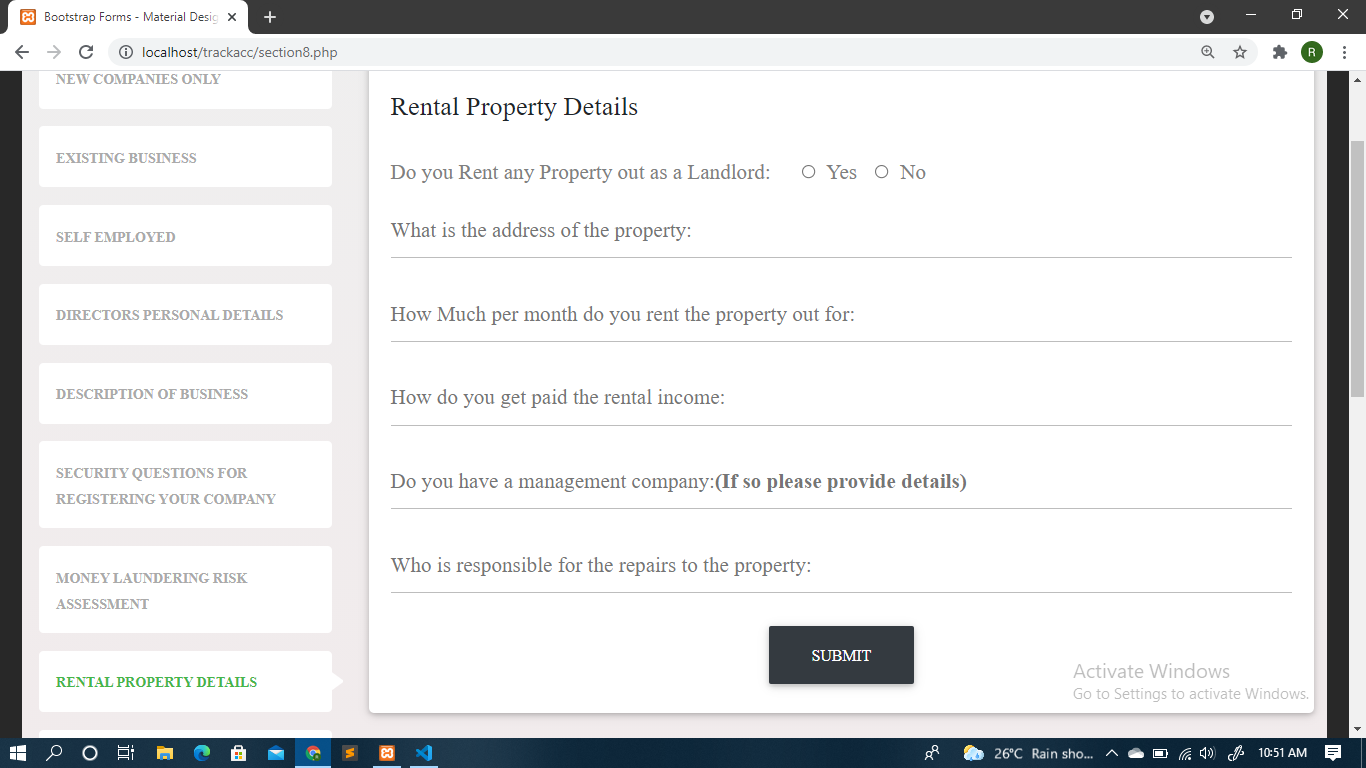 Bootstrap Forms - Material Desig
localhost/trackacc/section8.php
R
NEW COMPANIES ONLY
EXISTING BUSINESS
SELF EMPLOYED
DIRECTORS PERSONAL DETAILS
DESCRIPTION OF BUSINESS
SECURITY QUESTIONS FOR
REGISTERING YOUR COMPANY
MONEY LAUNDERING RISK
ASSESSMENT
RENTAL PROPERTY DETAILS
Rental Property Details
Do you Rent any Property out as a Landlord: Yes No
What is the address of the property:
How Much per month do you rent the property out for:
How do you get paid the rental income:
Do you have a management company:(If so please provide details)
Who is responsible for the repairs to the property:
SUBMIT
Activate Windows
Go to Settings to activate Windows.
26°C Rain sho... 10:51 AM